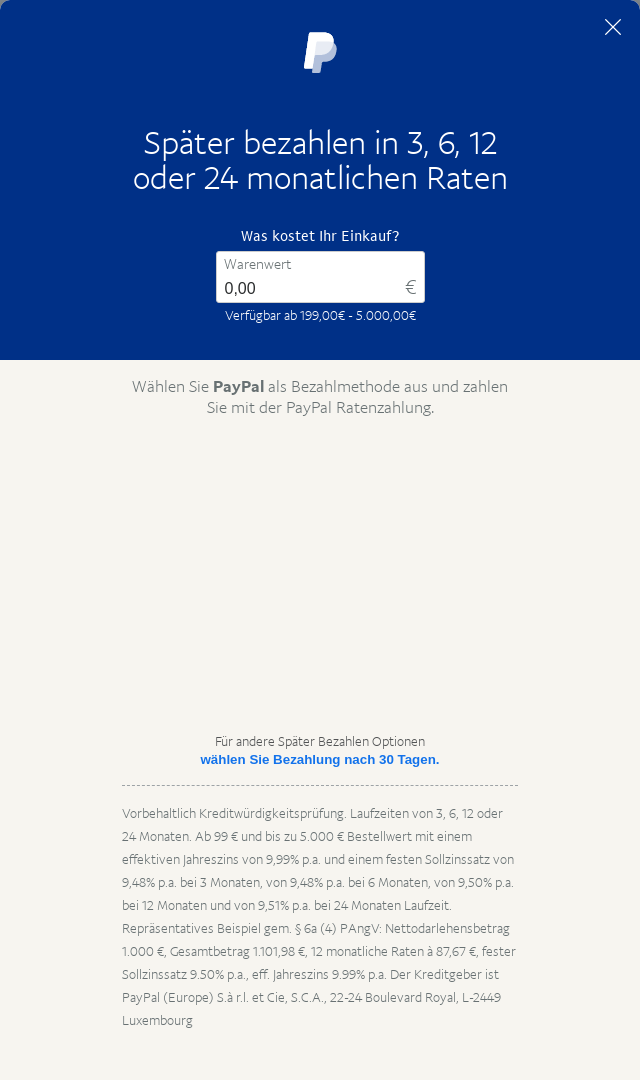 Später bezahlen in 3, 6, 12
oder 24 monatlichen Raten
Was kostet Ihr Einkauf?
Warenwert
0,00 €
Verfügbar ab 199,00€ - 5.000,00€
Wählen Sie PayPal als Bezahlmethode aus und zahlen
Sie mit der PayPal Ratenzahlung.
Für andere Später Bezahlen Optionen
wählen Sie Bezahlung nach 30 Tagen.
Vorbehaltlich Kreditwürdigkeitsprüfung. Laufzeiten von 3, 6, 12 oder
24 Monaten. Ab 99 € und bis zu 5.000 € Bestellwert mit einem
effektiven Jahreszins von 9,99% p.a. und einem festen Sollzinssatz von
9,48% p.a. bei 3 Monaten, von 9,48% p.a. bei 6 Monaten, von 9,50% p.a.
bei 12 Monaten und von 9,51% p.a. bei 24 Monaten Laufzeit.
Repräsentatives Beispiel gem. § 6a (4) PAngV: Nettodarlehensbetrag
1.000 €, Gesamtbetrag 1.101,98 €, 12 monatliche Raten à 87,67 €, fester
Sollzinssatz 9.50% p.a., eff. Jahreszins 9.99% p.a. Der Kreditgeber ist
PayPal (Europe) S.à r.l. et Cie, S.C.A., 22-24 Boulevard Royal, L-2449
Luxembourg